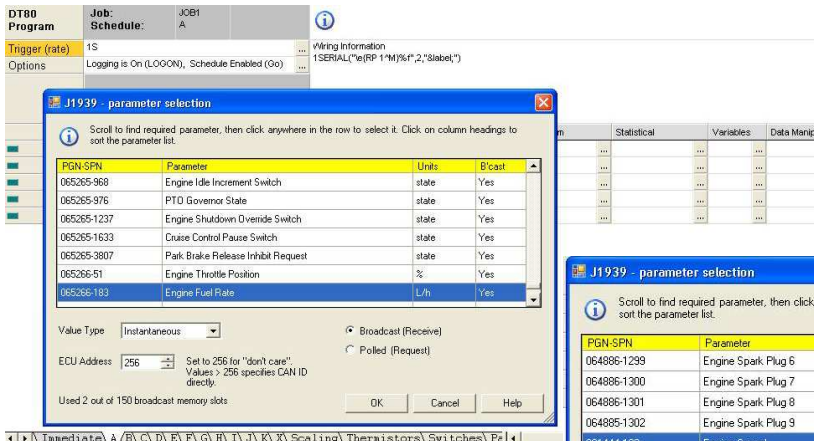 DT80 Program
Job: JOB1
Schedule: A
Trigger (rate) 1S ...
Options Logging is On (LOGON), Schedule Enabled (Go) ...
Wiring Information
1SERIAL("\e{RP 1^M}%f",2,"&label;")
Statistical Variables Data Manip
J1939 - parameter selection
Scroll to find required parameter, then click anywhere in the row to select it. Click on column headings to
sort the parameter list.
PGN-SPN Parameter Units B'cast
065265-968 Engine Idle Increment Switch state Yes
065265-976 PTO Governor State state Yes
065265-1237 Engine Shutdown Override Switch state Yes
065265-1633 Cruise Control Pause Switch state Yes
065265-3807 Park Brake Release Inhibit Request state Yes
065266-51 Engine Throttle Position % Yes
065266-183 Engine Fuel Rate L/h Yes
Value Type Instantaneous
Broadcast (Receive)
Polled (Request)
ECU Address 256
Set to 256 for "don't care".
Values > 256 specifies CAN ID
directly.
Used 2 out of 150 broadcast memory slots
OK Cancel Help
J1939 - parameter selection
Scroll to find required parameter, then click
sort the parameter list.
PGN-SPN Parameter
064886-1299 Engine Spark Plug 6
064886-1300 Engine Spark Plug 7
064886-1301 Engine Spark Plug 8
064885-1302 Engine Spark Plug 9
Immediate A B C D E F G H I J K X Scaling Thermistors Switches